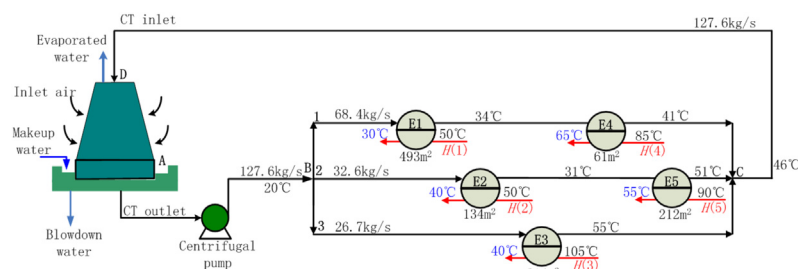 CT inlet
127.6kg/s
Evaporated
water
D
Inlet air
Makeup
water
A
CT outlet
Blowdown
water
Centrifugal
pump
127.6kg/s
20℃
B
1 68.4kg/s
E1
34℃
30℃
50℃
H(1)
493m²
E4
41℃
65℃
85℃
H(4)
61m²
2 32.6kg/s
E2
31℃
40℃
50℃
H(2)
134m²
E5
51℃
C
46℃
55℃
90℃
H(5)
212m²
3 26.7kg/s
E3
55℃
40℃
105℃
H(3)